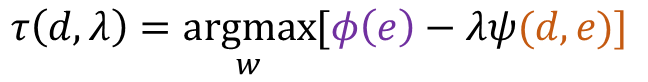 τ(d, λ) = argmax[ϕ(e) − λψ(d, e)]
w